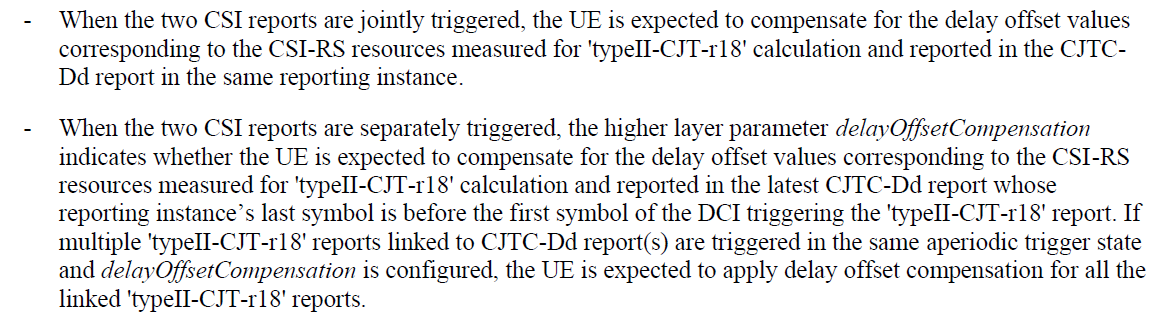 - When the two CSI reports are jointly triggered, the UE is expected to compensate for the delay offset values
corresponding to the CSI-RS resources measured for 'typeII-CJT-r18' calculation and reported in the CJTC-
Dd report in the same reporting instance.
- When the two CSI reports are separately triggered, the higher layer parameter delayOffsetCompensation
indicates whether the UE is expected to compensate for the delay offset values corresponding to the CSI-RS
resources measured for 'typeII-CJT-r18' calculation and reported in the latest CJTC-Dd report whose
reporting instance’s last symbol is before the first symbol of the DCI triggering the 'typeII-CJT-r18' report. If
multiple 'typeII-CJT-r18' reports linked to CJTC-Dd report(s) are triggered in the same aperiodic trigger state
and delayOffsetCompensation is configured, the UE is expected to apply delay offset compensation for all the
linked 'typeII-CJT-r18' reports.